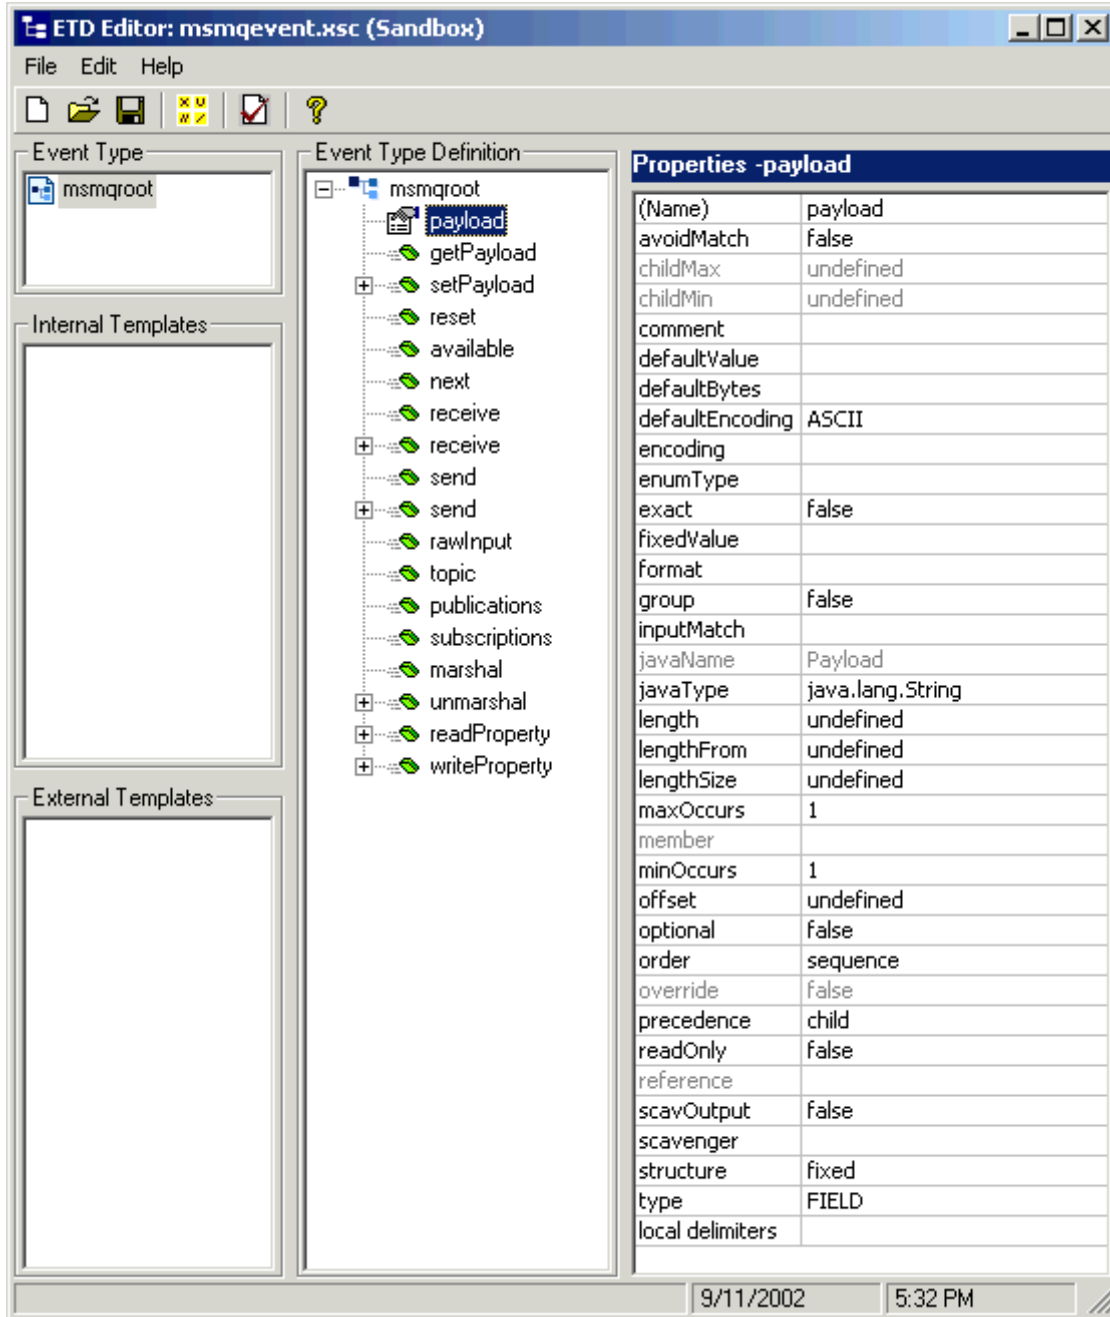 ETD Editor: msmqevent.xsc (Sandbox)
File Edit Help
Event Type
msmqroot
Internal Templates
External Templates
Event Type Definition
msmqroot
payload
getPayload
setPayload
reset
available
next
receive
receive
send
send
rawInput
topic
publications
subscriptions
marshal
unmarshal
readProperty
writeProperty
Properties -payload
(Name) payload
avoidMatch false
childMax undefined
childMin undefined
comment
defaultValue
defaultBytes
defaultEncoding ASCII
encoding
enumType
exact false
fixedValue
format
group false
inputMatch
javaName Payload
javaType java.lang.String
length undefined
lengthFrom undefined
lengthSize undefined
maxOccurs 1
member
minOccurs 1
offset undefined
optional false
order sequence
override false
precedence child
readOnly false
reference
scavOutput false
scavenger
structure fixed
type FIELD
local delimiters
9/11/2002 5:32 PM